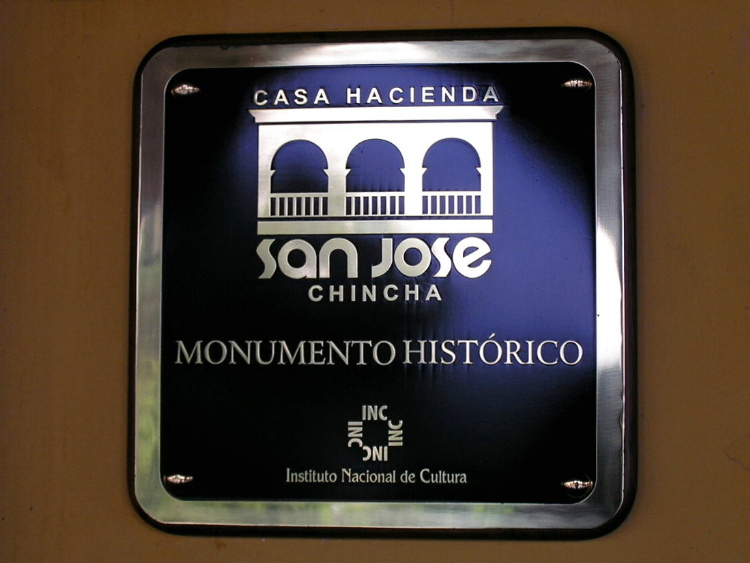 CASA HACIENDA
san Jose
CHINCHA
MONUMENTO HISTÓRICO
INC
INC
INC
INC
Instituto Nacional de Cultura